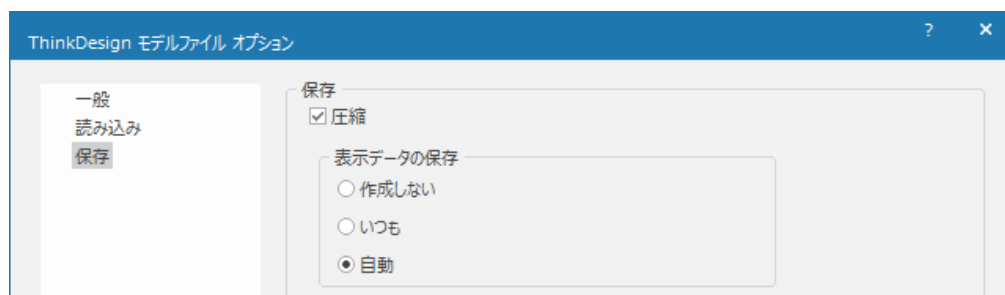 ThinkDesign モデルファイル オプション
? ×
一般
読み込み
保存
保存
圧縮
表示データの保存
作成しない
いつも
自動